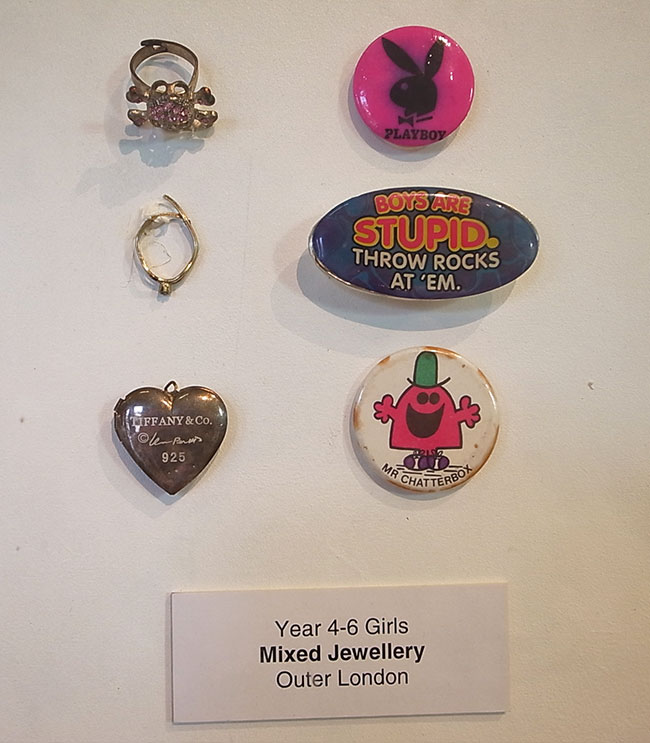 PLAYBOY
BOYS ARE
STUPID.
THROW ROCKS
AT 'EM.
TIFFANY & Co.
©
925
MR CHATTERBOX
Year 4-6 Girls
Mixed Jewellery
Outer London